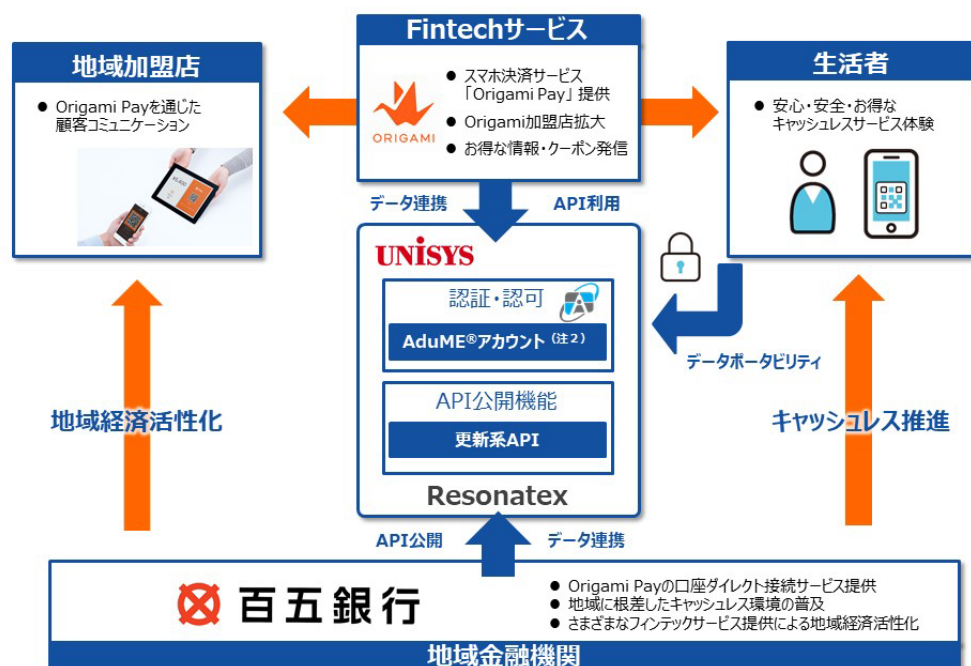 Fintechサービス
ORIGAMI
● スマホ決済サービス
「Origami Pay」提供
● Origami加盟店拡大
● お得な情報・クーポン発信
地域加盟店
● Origami Payを通じた
顧客コミュニケーション
生活者
● 安心・安全・お得な
キャッシュレスサービス体験
データ連携
API利用
UNiSYS
認証・認可
AduME®アカウント（注２）
API公開機能
更新系API
Resonatex
データポータビリティ
地域経済活性化
キャッシュレス推進
API公開
データ連携
百五銀行
● Origami Payの口座ダイレクト接続サービス提供
● 地域に根差したキャッシュレス環境の普及
● さまざまなフィンテックサービス提供による地域経済活性化
地域金融機関